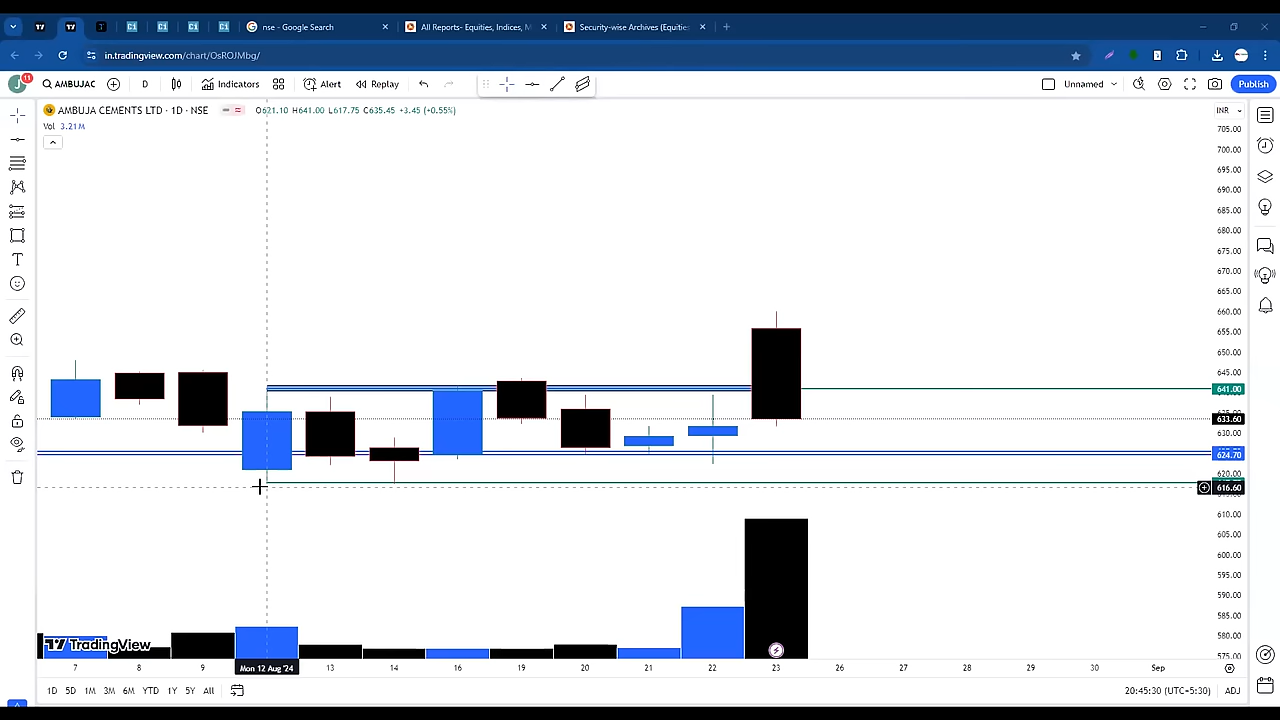 nse - Google Search
All Reports- Equities, Indices, M
Security-wise Archives (Equitie
in.tradingview.com/chart/OsROJMbg/
J 11 AMBUJAC D Indicators Alert Replay Unnamed Publish
AMBUJA CEMENTS LTD · 1D · NSE O621.10 H641.00 L617.75 C635.45 +3.45 (+0.55%) INR
Vol 3.21 M
705.00
700.00
695.00
690.00
685.00
680.00
675.00
670.00
665.00
660.00
655.00
650.00
645.00
641.00
633.60
630.00
624.70
620.00
616.60
610.00
605.00
600.00
595.00
590.00
585.00
580.00
575.00
TradingView
7 8 9 Mon 12 Aug '24 13 14 16 19 20 21 22 23 26 27 28 29 30 Sep
1D 5D 1M 3M 6M YTD 1Y 5Y All 20:45:30 (UTC+5:30) ADJ